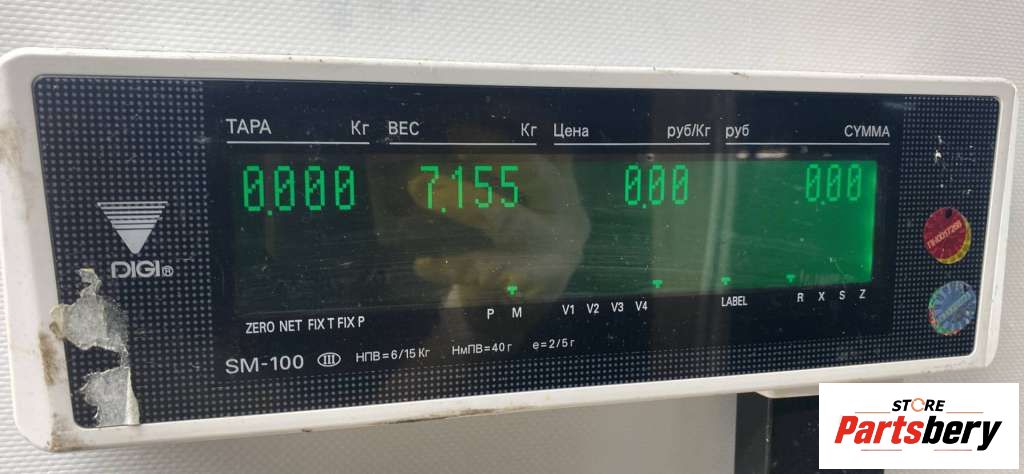 ТАРА Кг ВЕС Кг Цена руб/Кг руб СУММА
0.000 7.155 0.00 0.00
DIGI®
P M V1 V2 V3 V4 LABEL R X S Z
ZERO NET FIX T FIX P
SM-100 III НПВ=6/15 Кг НмПВ=40 г e=2/5 г
STORE
Partsbery